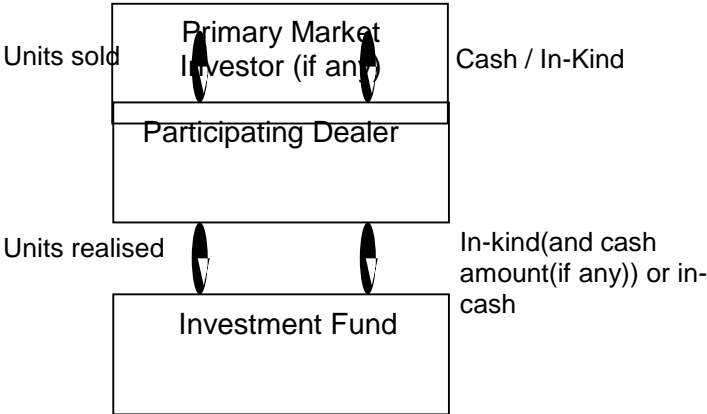 Primary Market
Investor (if any)
Units sold
Cash / In-Kind
Participating Dealer
Units realised
In-kind(and cash
amount(if any)) or in-
cash
Investment Fund